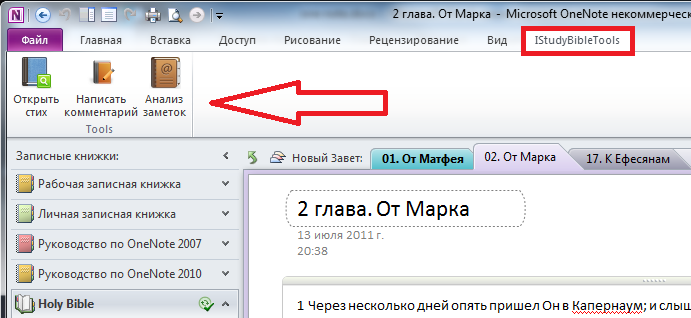 2 глава. От Марка - Microsoft OneNote некоммерчес
Файл Главная Вставка Доступ Рисование Рецензирование Вид IStudyBibleTools
Открыть стих
Написать комментарий
Анализ заметок
Tools
Записные книжки:
Новый Завет: 01. От Матфея 02. От Марка 17. К Ефесянам
Рабочая записная книжка
Личная записная книжка
Руководство по OneNote 2007
Руководство по OneNote 2010
Holy Bible
2 глава. От Марка
13 июля 2011 г.
20:38
1 Через несколько дней опять пришел Он в Капернаум; и слыш